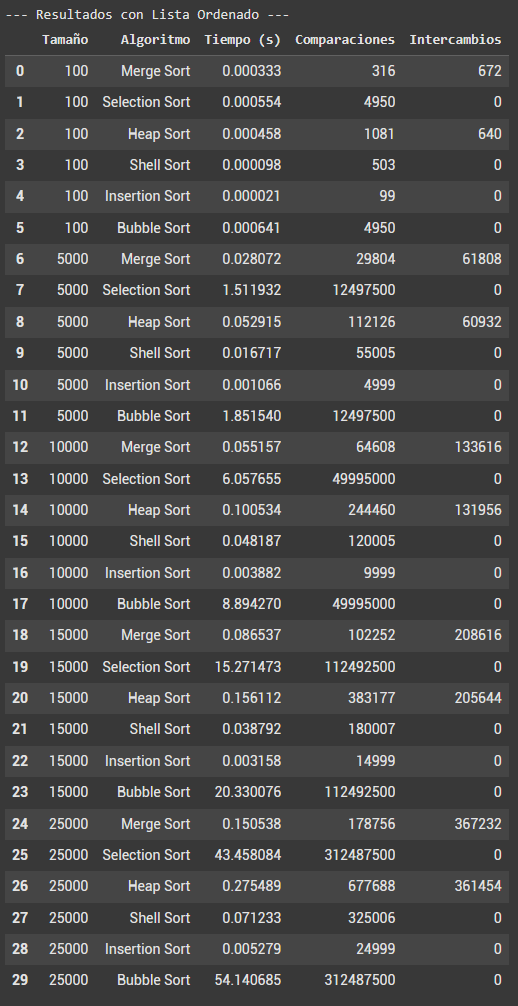 --- Resultados con Lista Ordenado ---
Tamaño Algoritmo Tiempo (s) Comparaciones Intercambios
0 100 Merge Sort 0.000333 316 672
1 100 Selection Sort 0.000554 4950 0
2 100 Heap Sort 0.000458 1081 640
3 100 Shell Sort 0.000098 503 0
4 100 Insertion Sort 0.000021 99 0
5 100 Bubble Sort 0.000641 4950 0
6 5000 Merge Sort 0.028072 29804 61808
7 5000 Selection Sort 1.511932 12497500 0
8 5000 Heap Sort 0.052915 112126 60932
9 5000 Shell Sort 0.016717 55005 0
10 5000 Insertion Sort 0.001066 4999 0
11 5000 Bubble Sort 1.851540 12497500 0
12 10000 Merge Sort 0.055157 64608 133616
13 10000 Selection Sort 6.057655 49995000 0
14 10000 Heap Sort 0.100534 244460 131956
15 10000 Shell Sort 0.048187 120005 0
16 10000 Insertion Sort 0.003882 9999 0
17 10000 Bubble Sort 8.894270 49995000 0
18 15000 Merge Sort 0.086537 102252 208616
19 15000 Selection Sort 15.271473 112492500 0
20 15000 Heap Sort 0.156112 383177 205644
21 15000 Shell Sort 0.038792 180007 0
22 15000 Insertion Sort 0.003158 14999 0
23 15000 Bubble Sort 20.330076 112492500 0
24 25000 Merge Sort 0.150538 178756 367232
25 25000 Selection Sort 43.458084 312487500 0
26 25000 Heap Sort 0.275489 677688 361454
27 25000 Shell Sort 0.071233 325006 0
28 25000 Insertion Sort 0.005279 24999 0
29 25000 Bubble Sort 54.140685 312487500 0